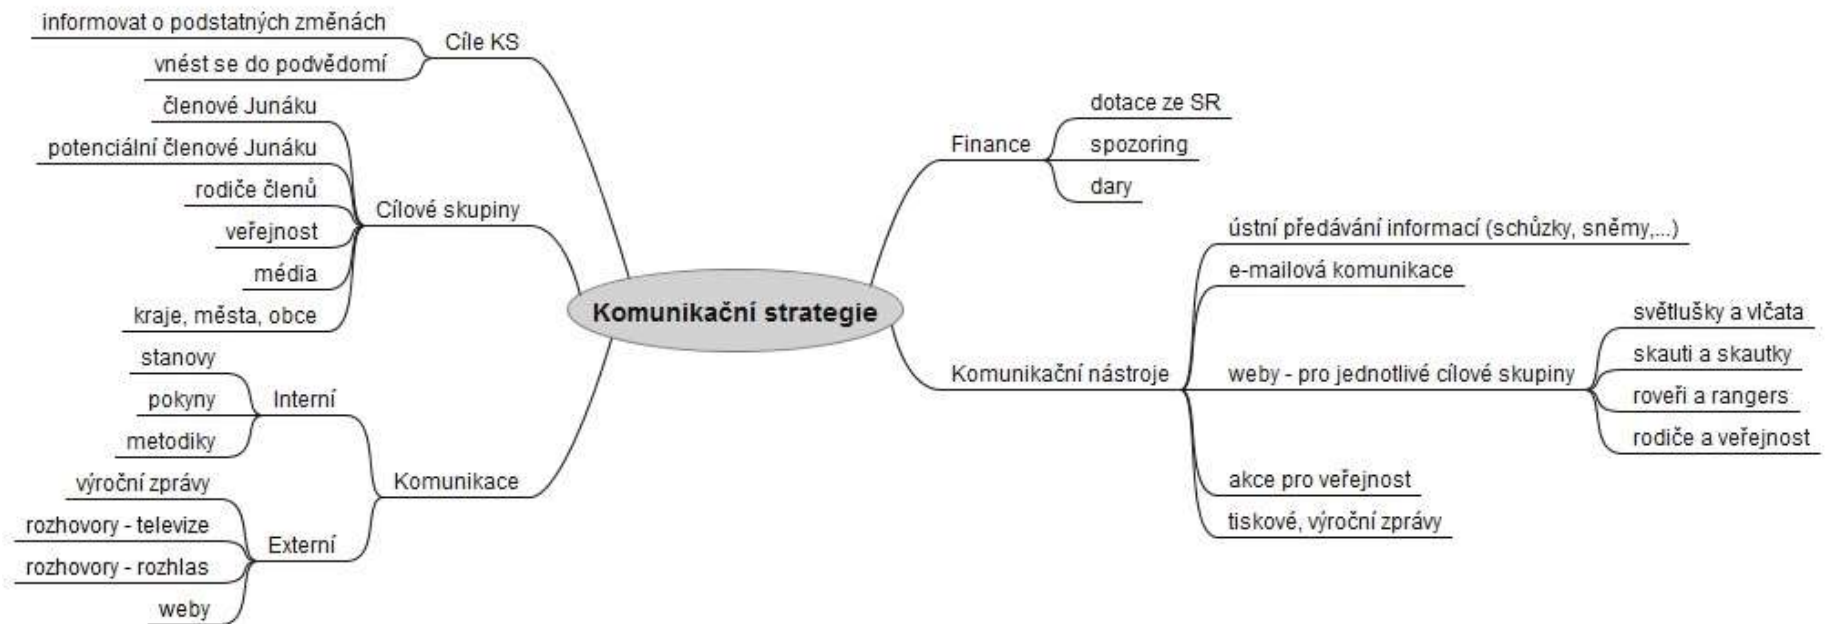 informovat o podstatných změnách
vnést se do podvědomí
Cíle KS
členové Junáku
potenciální členové Junáku
rodiče členů
veřejnost
média
kraje, města, obce
Cílové skupiny
stanovy
pokyny
metodiky
Interní
výroční zprávy
rozhovory - televize
rozhovory - rozhlas
weby
Externí
Komunikace
Komunikační strategie
Finance
dotace ze SR
spozoring
dary
Komunikační nástroje
ústní předávání informací (schůzky, sněmy,...)
e-mailová komunikace
weby - pro jednotlivé cílové skupiny
světlušky a vlčata
skauti a skautky
roveři a rangers
rodiče a veřejnost
akce pro veřejnost
tiskové, výroční zprávy